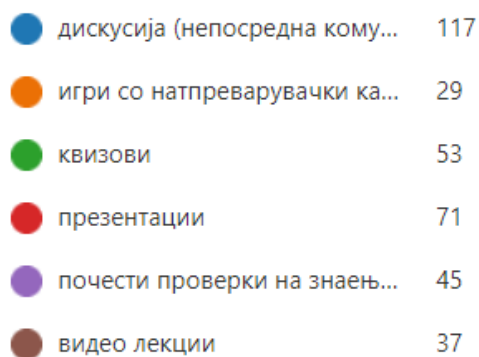 дискусија (непосредна кому... 117
игри со натпреварувачки ка... 29
квизови 53
презентации 71
почести проверки на знаењ... 45
видео лекции 37